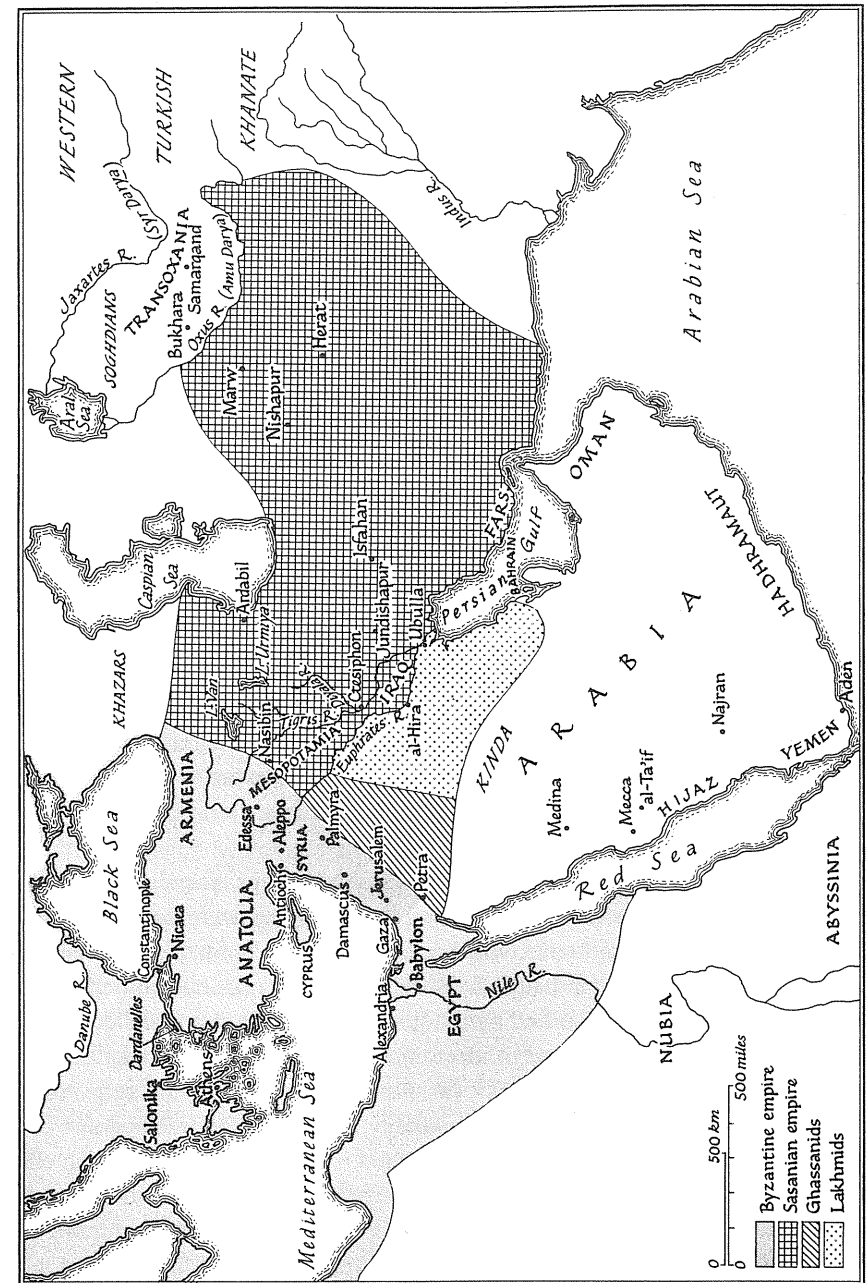 WESTERN
TURKISH
KHANATE
Jaxartes R.
(Syr Darya)
Aral
Sea
SOGHDIANS
TRANSOXANIA
Bukhara
Samarqand
Oxus R.
(Amu Darya)
Indus R.
Marw
Nishapur
Herat
Caspian
Sea
KHAZARS
Ardabil
L. Urmiya
L. Van
Isfahan
Jundishapur
FARS
Ctesiphon
Diyala R.
Tigris R.
IRAQ
Ubulla
Nasibin
MESOPOTAMIA
Euphrates R.
al-Hira
Persian Gulf
BAHRAIN
OMAN
Arabian Sea
Black Sea
ARMENIA
Edessa
Aleppo
Antioch
SYRIA
Palmyra
Damascus
Jerusalem
Petra
Gaza
Constantinople
Nicaea
ANATOLIA
CYPRUS
Danube R.
Dardanelles
Salonika
Athens
Mediterranean Sea
Alexandria
Babylon
EGYPT
Nile R.
NUBIA
ABYSSINIA
Red Sea
KINDA
ARABIA
Medina
Mecca
al-Ta'if
HIJAZ
Najran
YEMEN
Aden
HADHRAMAUT
0 500 km
0 500 miles
Byzantine empire
Sasanian empire
Ghassanids
Lakhmids